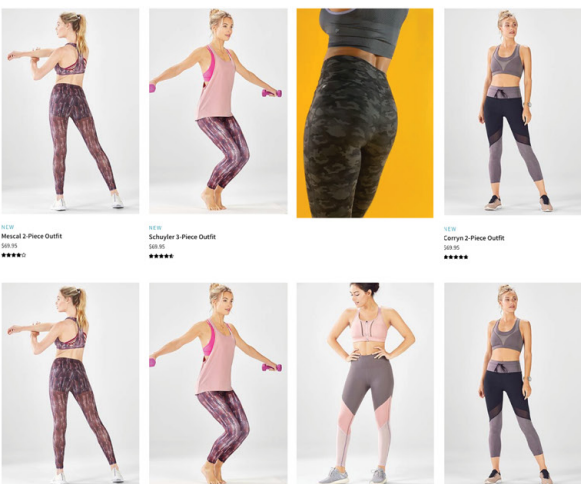 NEW
Mescal 2-Piece Outfit
$69.95
NEW
Schuyler 3-Piece Outfit
$69.95
NEW
Corryn 2-Piece Outfit
$69.95